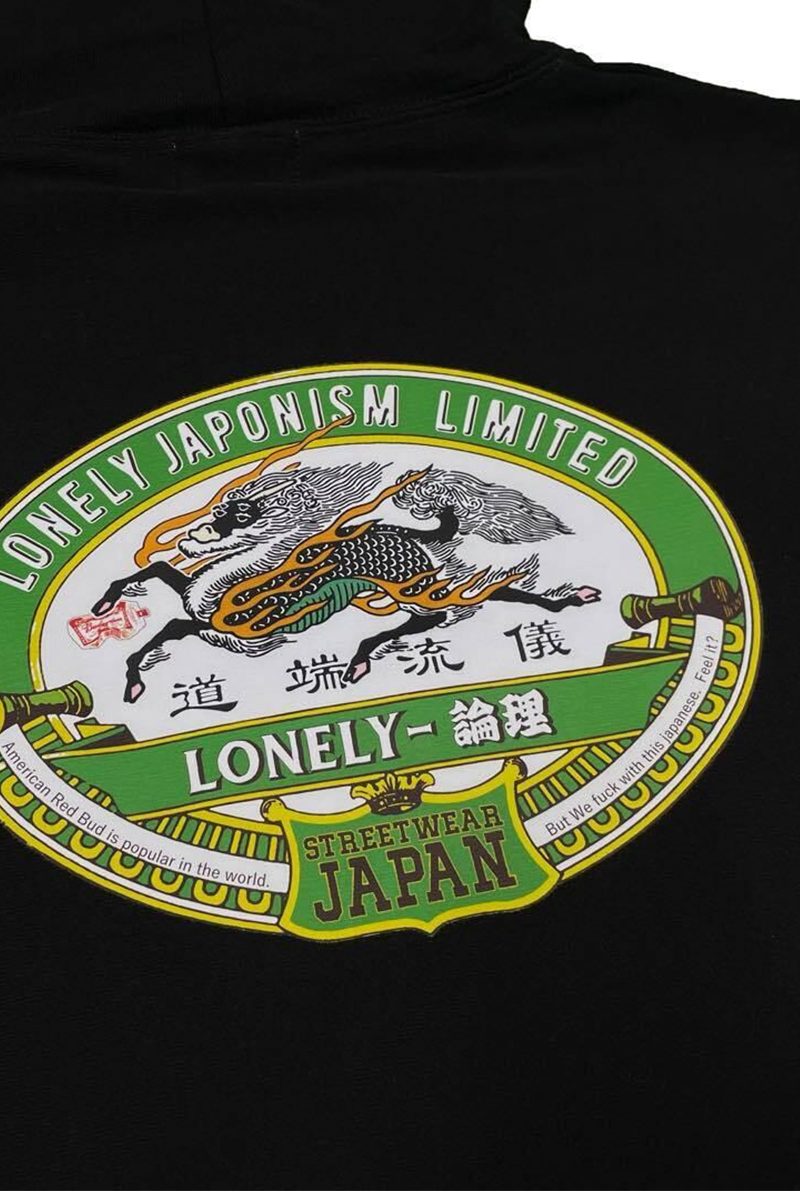 LONELY JAPONISM LIMITED
道端流儀
LONELY-論理
STREETWEAR
JAPAN
American Red Bud is popular in the world.
But We fuck with this Japanese. Feel it?